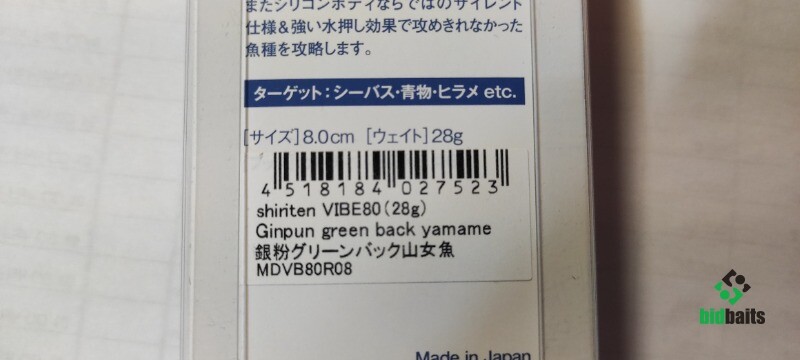 またシリコンボディならではのサイレント
仕様＆強い水押し効果で攻めきれなかった
魚種を攻略します。
ターゲット：シーバス・青物・ヒラメ etc.
[サイズ]8.0cm [ウェイト]28g
4 518184 027523
shiriten VIBE80(28g)
Ginpun green back yamame
銀粉グリーンバック山女魚
MDVB80R08
Made in Japan
bidbaits